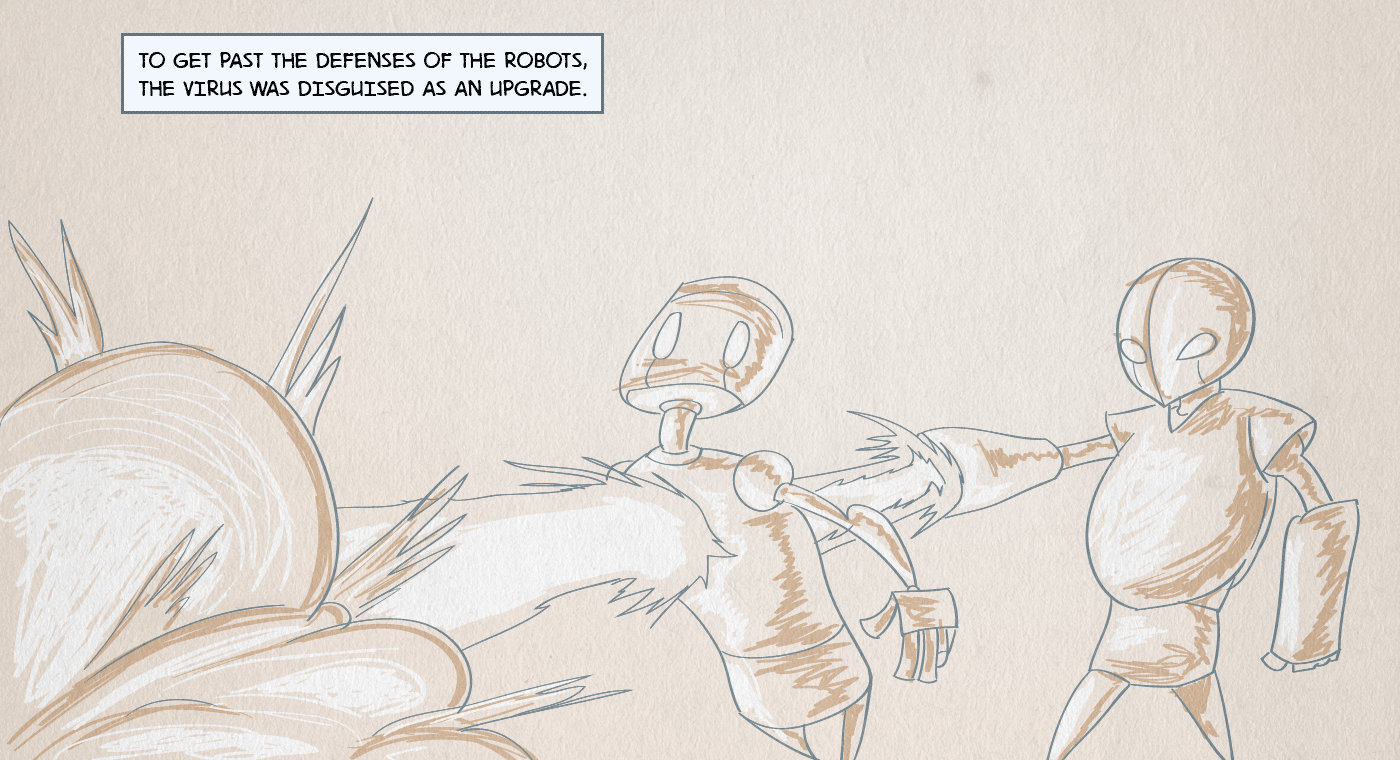 TO GET PAST THE DEFENSES OF THE ROBOTS,
THE VIRUS WAS DISGUISED AS AN UPGRADE.